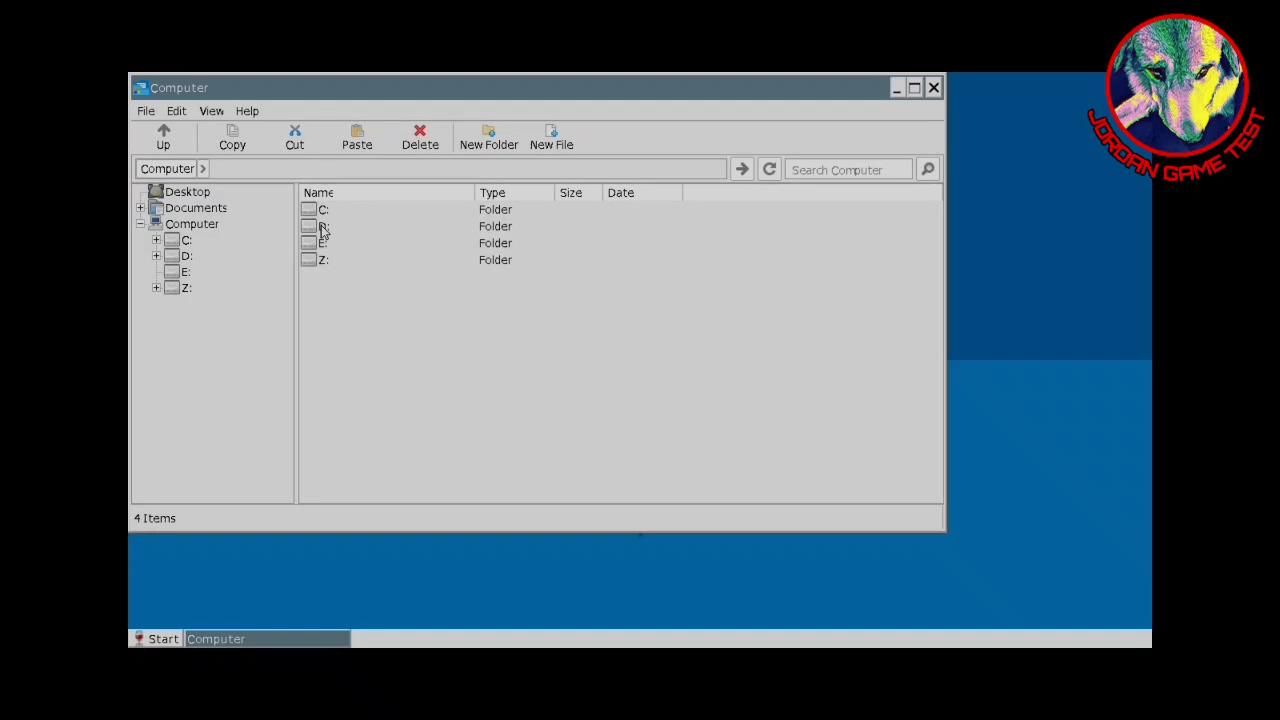 JORDAN GAME TEST
Computer
File Edit View Help
Up Copy Cut Paste Delete New Folder New File
Computer Search Computer
Desktop
Documents
Computer
C:
D:
E:
Z:
Name Type Size Date
C: Folder
Folder
E: Folder
Z: Folder
4 Items
Start Computer